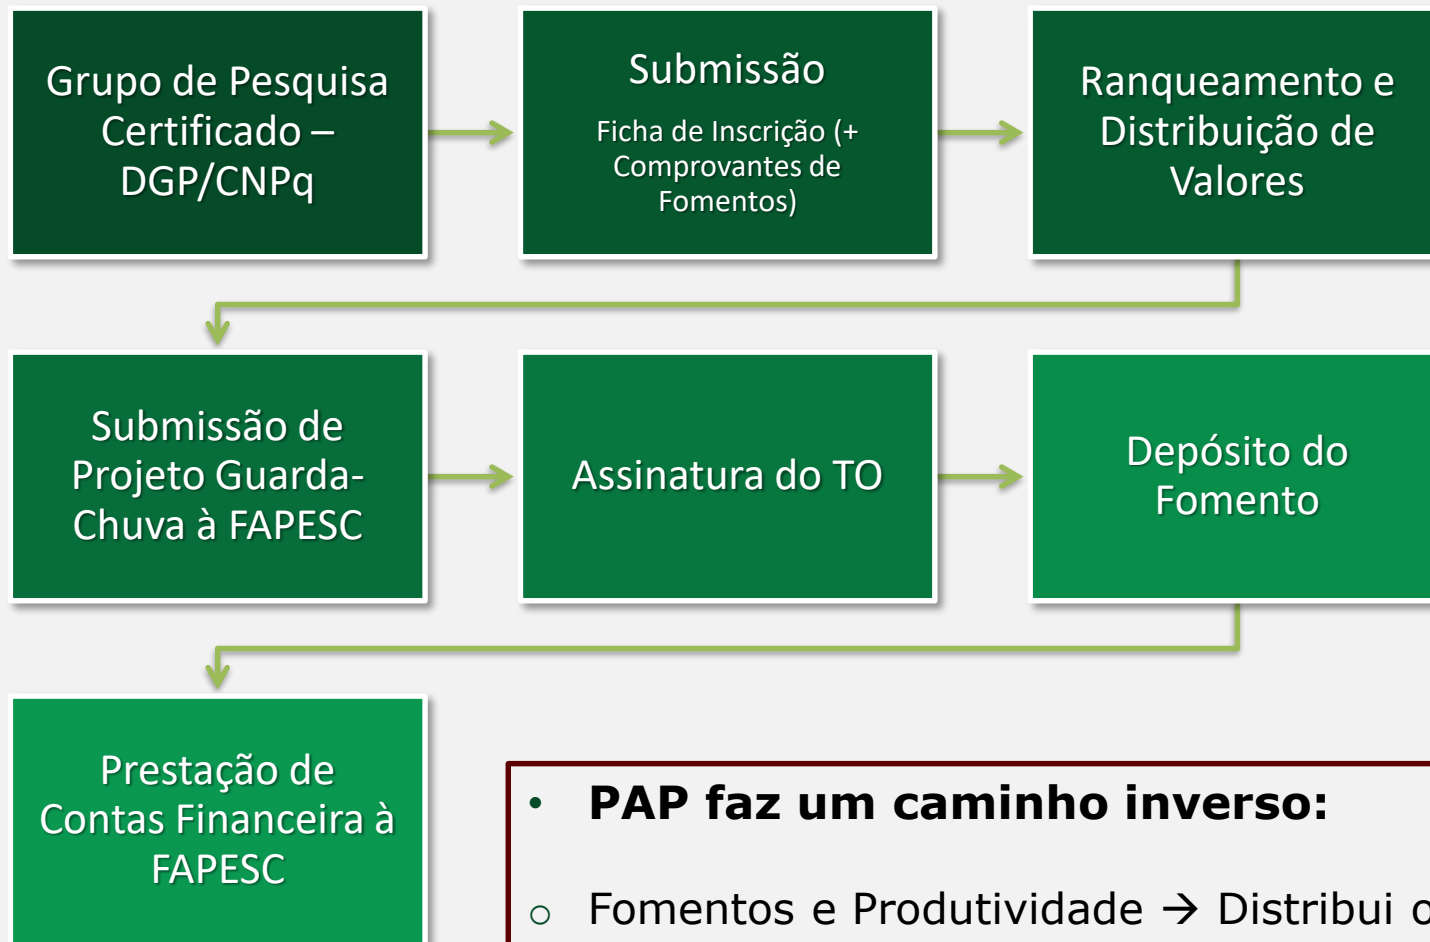 Grupo de Pesquisa
Certificado –
DGP/CNPq
Submissão
Ficha de Inscrição (+
Comprovantes de
Fomentos)
Ranqueamento e
Distribuição de
Valores
Submissão de
Projeto Guarda-
Chuva à FAPESC
Assinatura do TO
Depósito do
Fomento
Prestação de
Contas Financeira à
FAPESC
• PAP faz um caminho inverso:
o Fomentos e Produtividade → Distribui